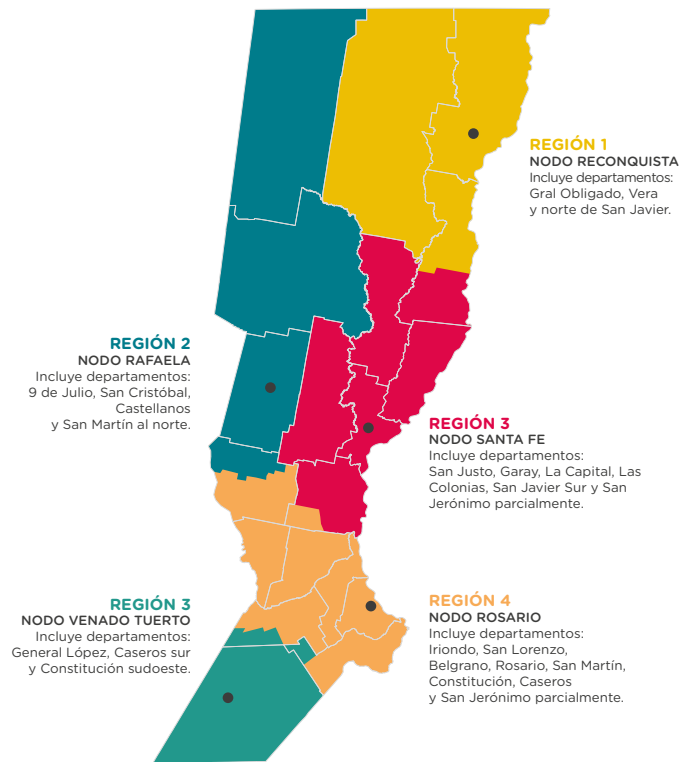 REGIÓN 1
NODO RECONQUISTA
Incluye departamentos:
Gral Obligado, Vera
y norte de San Javier.
REGIÓN 2
NODO RAFAELA
Incluye departamentos:
9 de Julio, San Cristóbal,
Castellanos
y San Martín al norte.
REGIÓN 3
NODO SANTA FE
Incluye departamentos:
San Justo, Garay, La Capital, Las
Colonias, San Javier Sur y San
Jerónimo parcialmente.
REGIÓN 3
NODO VENADO TUERTO
Incluye departamentos:
General López, Caseros sur
y Constitución sudoeste.
REGIÓN 4
NODO ROSARIO
Incluye departamentos:
Iriondo, San Lorenzo,
Belgrano, Rosario, San Martín,
Constitución, Caseros
y San Jerónimo parcialmente.